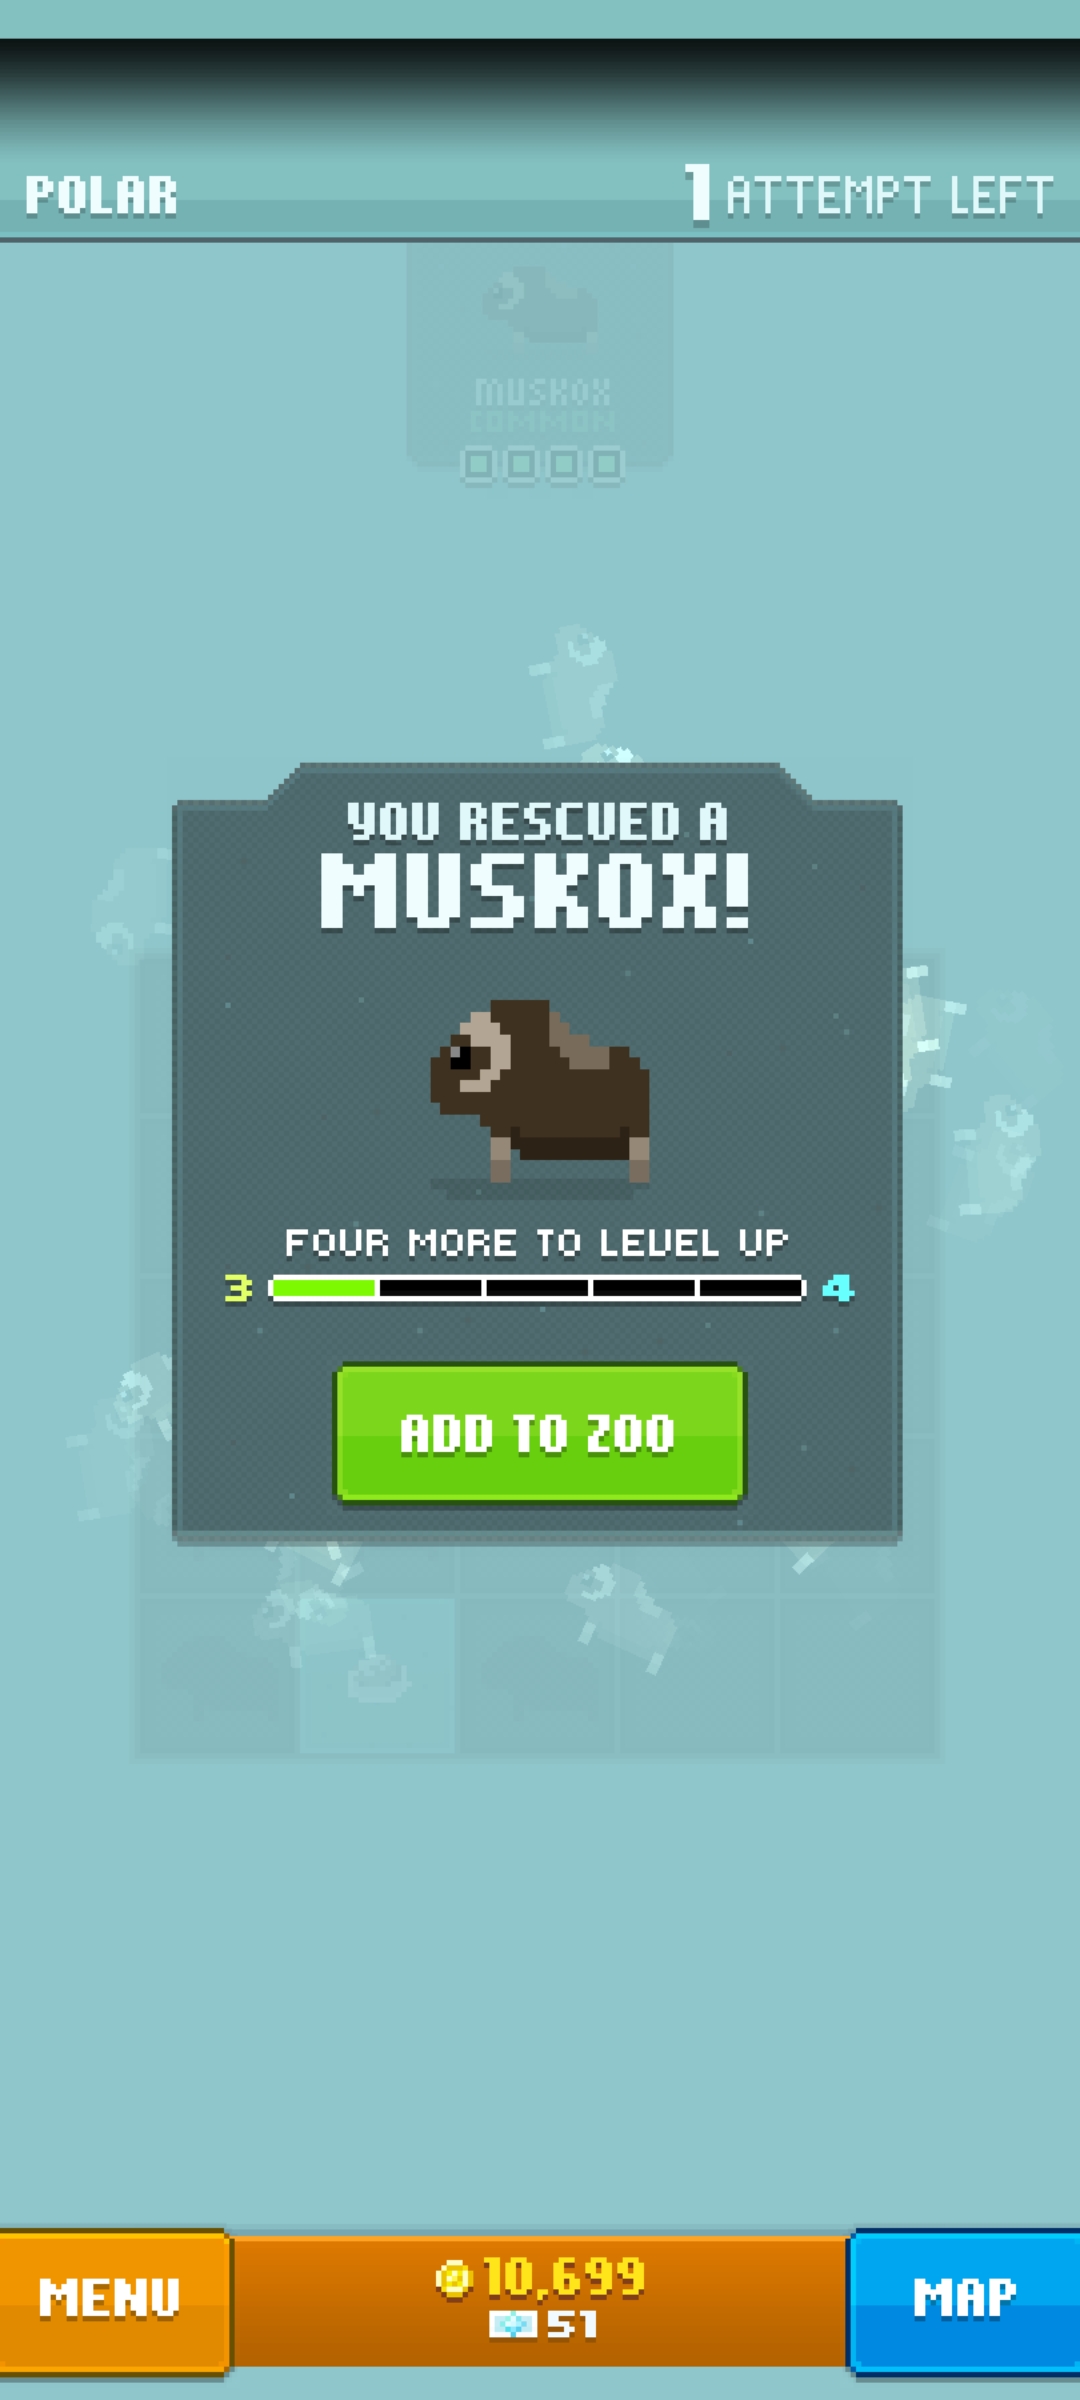 POLAR
1 ATTEMPT LEFT
MUSKOX
COMMON
YOU RESCUED A
MUSKOX!
FOUR MORE TO LEVEL UP
3
4
ADD TO ZOO
MENU
10,699
51
MAP